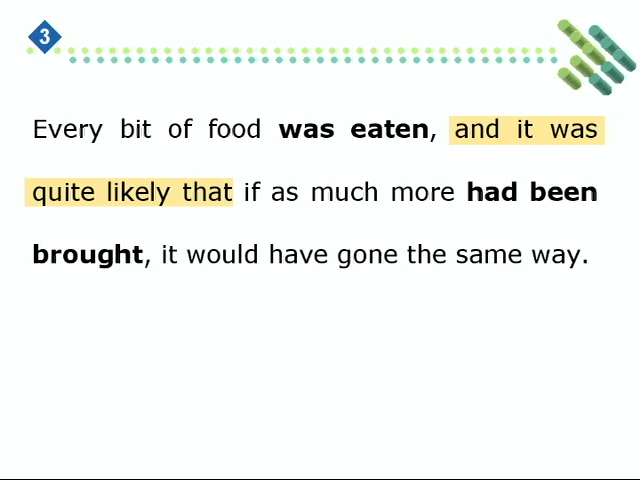 3
Every bit of food was eaten, and it was
quite likely that if as much more had been
brought, it would have gone the same way.